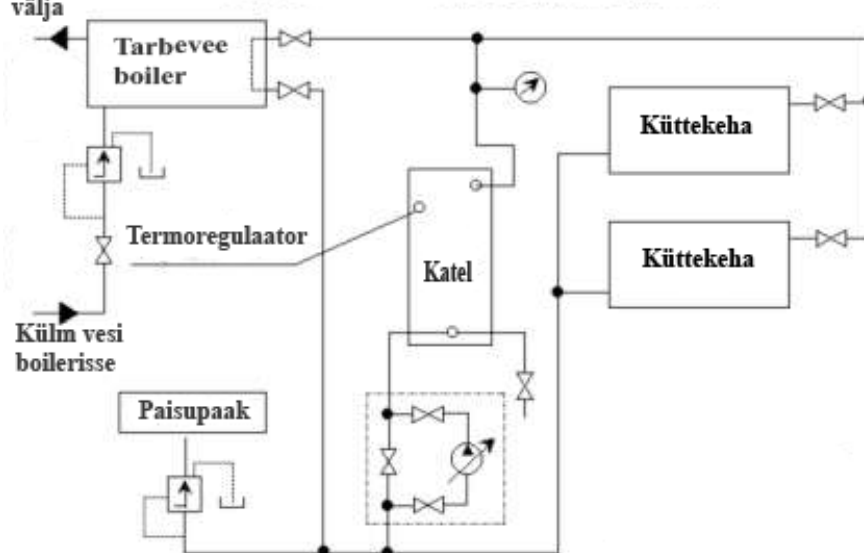 välja
Tarbevee
boiler
Küttekeha
Termoregulaator
Küttekeha
Katel
Külm vesi
boilerisse
Paisupaak